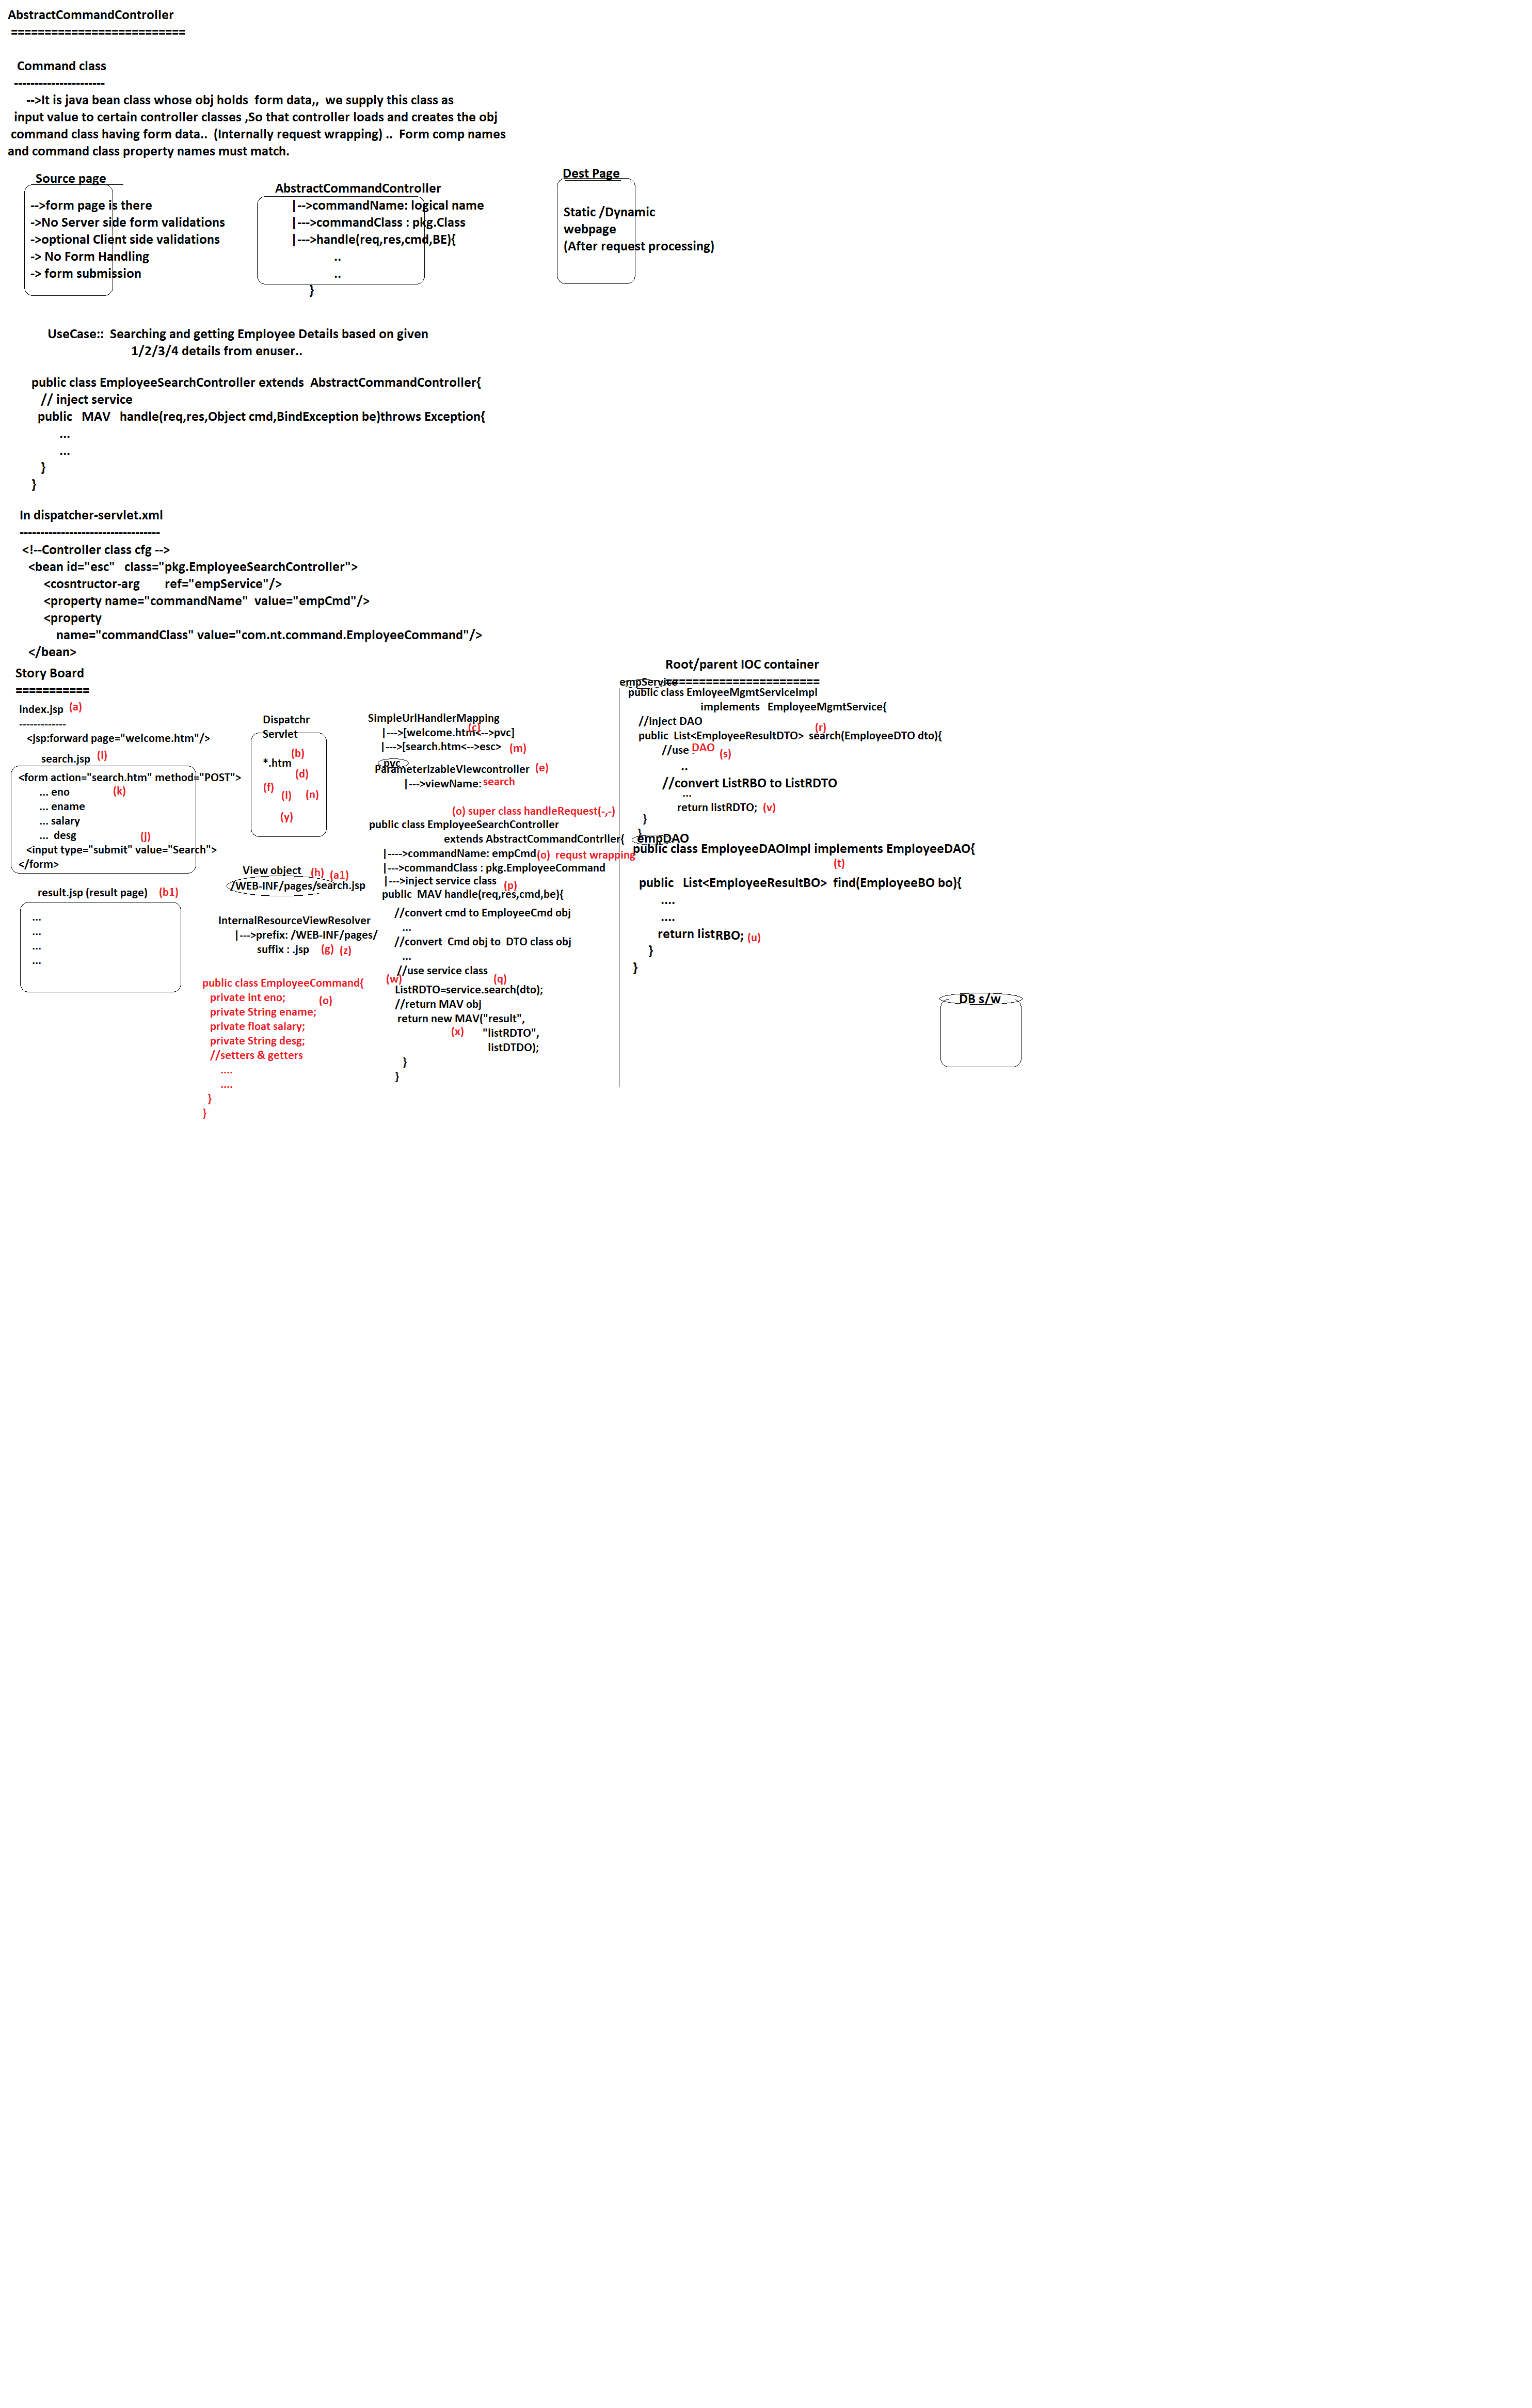 AbstractCommandController
==========================
Command class
----------------------
-->It is java bean class whose obj holds form data,, we supply this class as
input value to certain controller classes ,So that controller loads and creates the obj
command class having form data.. (Internally request wrapping) .. Form comp names
and command class property names must match.
Source page
-->form page is there
->No Server side form validations
->optional Client side validations
-> No Form Handling
-> form submission
AbstractCommandController
|-->commandName: logical name
|--->commandClass : pkg.Class
|--->handle(req,res,cmd,BE){
..
..
}
Dest Page
Static /Dynamic
webpage
(After request processing)
UseCase:: Searching and getting Employee Details based on given
1/2/3/4 details from enuser..
public class EmployeeSearchController extends AbstractCommandController{
// inject service
public MAV handle(req,res,Object cmd,BindException be)throws Exception{
...
...
}
}
In dispatcher-servlet.xml
----------------------------------
<!--Controller class cfg -->
<bean id="esc" class="pkg.EmployeeSearchController">
<cosntructor-arg ref="empService"/>
<property name="commandName" value="empCmd"/>
<property
name="commandClass" value="com.nt.command.EmployeeCommand"/>
</bean>
Story Board
===========
index.jsp (a)
-------------
<jsp:forward page="welcome.htm"/>
search.jsp (i)
<form action="search.htm" method="POST">
... eno (k)
... ename
... salary
... desg (j)
<input type="submit" value="Search">
</form>
result.jsp (result page) (b1)
...
...
...
...
Dispatchr
Servlet
(b)
*.htm
(d)
(f)
(l) (n)
(y)
View object (h) (a1)
/WEB-INF/pages/search.jsp
InternalResourceViewResolver
|--->prefix: /WEB-INF/pages/
suffix : .jsp (g) (z)
public class EmployeeCommand{
private int eno; (o)
private String ename;
private float salary;
private String desg;
//setters & getters
....
....
}
}
SimpleUrlHandlerMapping
(c)
|--->[welcome.htm<-->pvc]
|--->[search.htm<-->esc> (m)
pvc
ParameterizableViewcontroller (e)
|--->viewName: search
(o) super class handleRequest(-,-)
public class EmployeeSearchController
extends AbstractCommandContrller{
|---->commandName: empCmd (o) requst wrapping
|--->commandClass : pkg.EmployeeCommand
|--->inject service class (p)
public MAV handle(req,res,cmd,be){
//convert cmd to EmployeeCmd obj
...
//convert Cmd obj to DTO class obj
...
//use service class
(w) (q)
ListRDTO=service.search(dto);
//return MAV obj
return new MAV("result",
(x) "listRDTO",
listDTDO);
}
}
Root/parent IOC container
=======================
empService
public class EmloyeeMgmtServiceImpl
implements EmployeeMgmtService{
//inject DAO
(r)
public List<EmployeeResultDTO> search(EmployeeDTO dto){
//use DAO (s)
..
//convert ListRBO to ListRDTO
...
return listRDTO; (v)
}
}
empDAO
public class EmployeeDAOImpl implements EmployeeDAO{
(t)
public List<EmployeeResultBO> find(EmployeeBO bo){
....
....
return listRBO; (u)
}
}
DB s/w